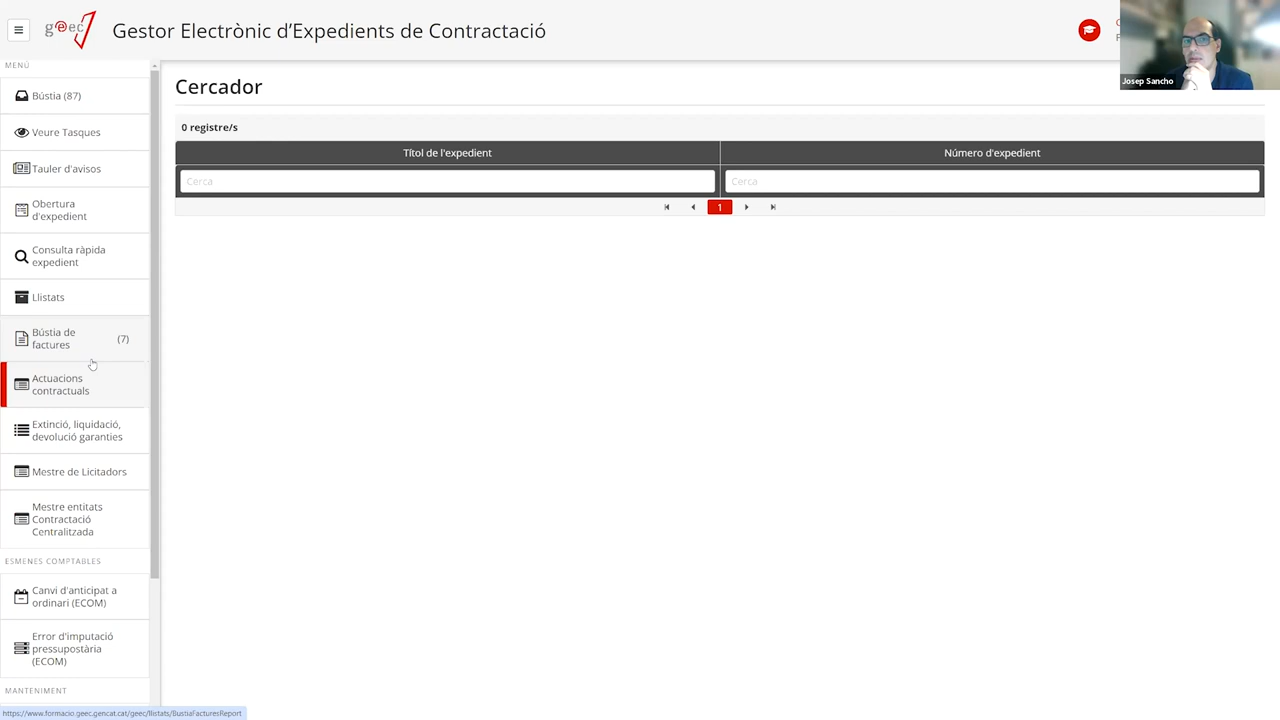 geec
Gestor Electrònic d'Expedients de Contractació
Josep Sancho
MENÚ
Bústia (87)
Veure Tasques
Tauler d'avisos
Obertura
d'expedient
Consulta ràpida
expedient
Llistats
Bústia de
factures
(7)
Actuacions
contractuals
Extinció, liquidació,
devolució garanties
Mestre de Licitadors
Mestre entitats
Contractació
Centralitzada
ESMENES COMPTABLES
Canvi d'anticipat a
ordinari (ECOM)
Error d'imputació
pressupostària
(ECOM)
MANTENIMENT
Cercador
0 registre/s
Títol de l'expedient
Número d'expedient
Cerca
Cerca
1
https://www.formacio.geec.gencat.cat/geec/llistats/BustiaFacturesReport